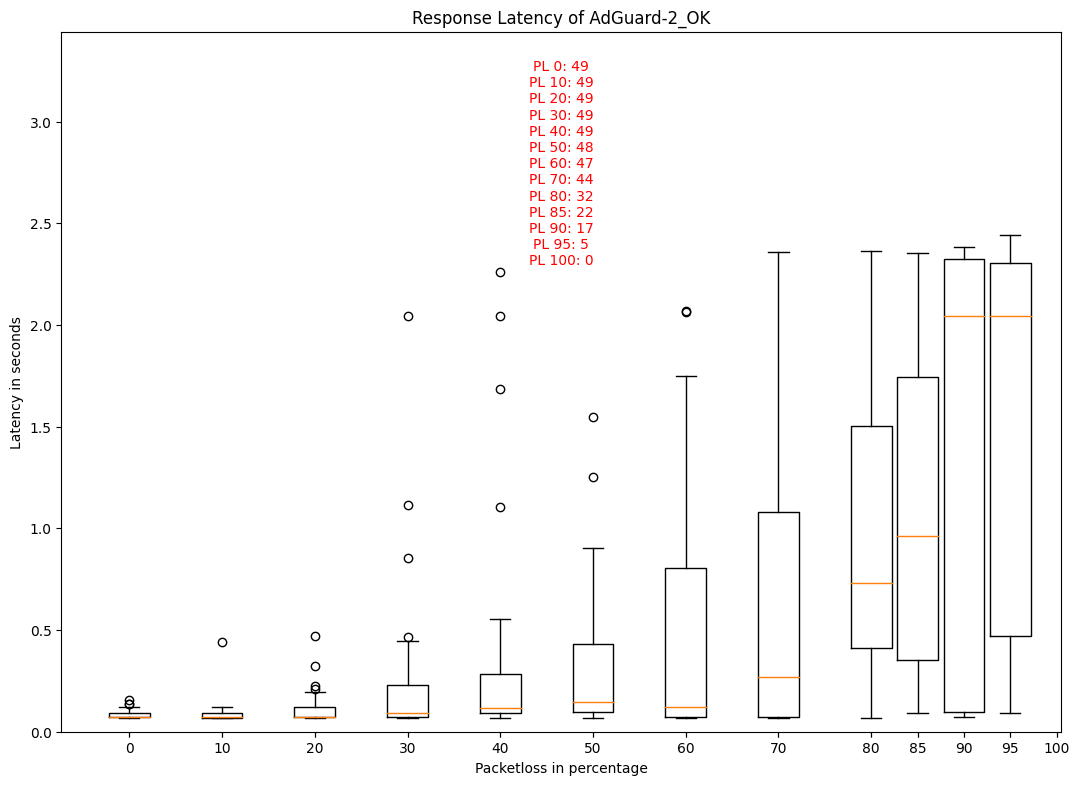 Response Latency of AdGuard-2_OK
PL 0: 49
PL 10: 49
PL 20: 49
PL 30: 49
PL 40: 49
PL 50: 48
PL 60: 47
PL 70: 44
PL 80: 32
PL 85: 22
PL 90: 17
PL 95: 5
PL 100: 0
Latency in seconds
3.0
2.5
2.0
1.5
1.0
0.5
0.0
0 10 20 30 40 50 60 70 80 85 90 95 100
Packetloss in percentage